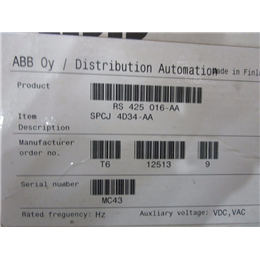 ABB Oy / Distribution Automation Made in Finl
Product
RS 425 016-AA
Item SPCJ 4D34-AA
Description
Manufacturer
order no.
T6 12513 9
Serial number
MC43
Rated frequency: Hz Auxliary voltage: VDC,VAC